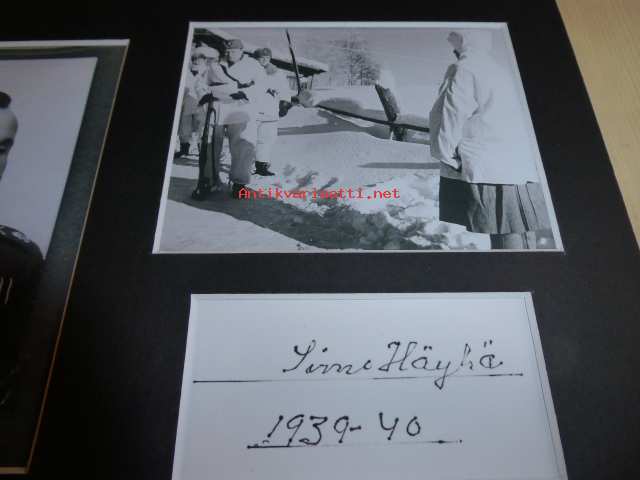 Antikvariaatti.net
Simo Häyhä
1939-40